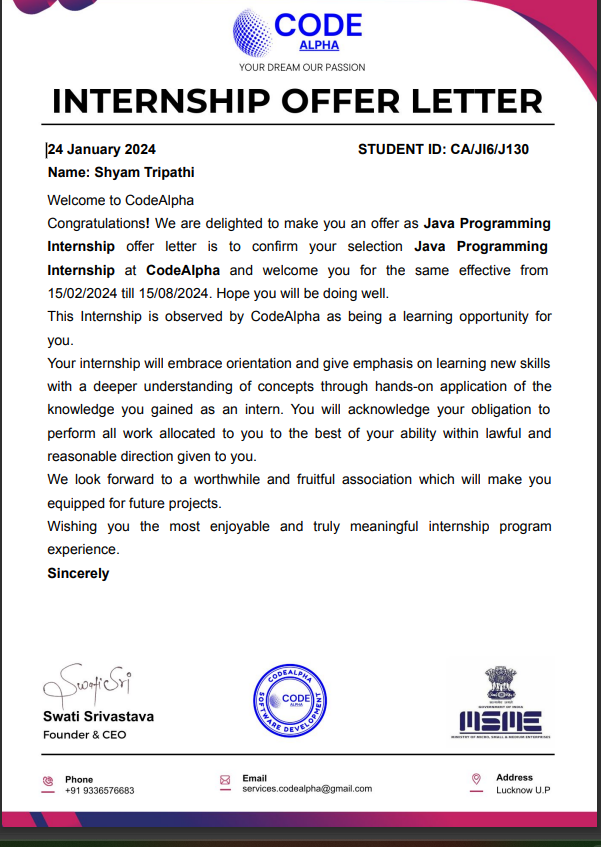 CODE
ALPHA
YOUR DREAM OUR PASSION
INTERNSHIP OFFER LETTER
24 January 2024 STUDENT ID: CA/JI6/J130
Name: Shyam Tripathi
Welcome to CodeAlpha
Congratulations! We are delighted to make you an offer as Java Programming
Internship offer letter is to confirm your selection Java Programming
Internship at CodeAlpha and welcome you for the same effective from
15/02/2024 till 15/08/2024. Hope you will be doing well.
This Internship is observed by CodeAlpha as being a learning opportunity for
you.
Your internship will embrace orientation and give emphasis on learning new skills
with a deeper understanding of concepts through hands-on application of the
knowledge you gained as an intern. You will acknowledge your obligation to
perform all work allocated to you to the best of your ability within lawful and
reasonable direction given to you.
We look forward to a worthwhile and fruitful association which will make you
equipped for future projects.
Wishing you the most enjoyable and truly meaningful internship program
experience.
Sincerely
SwatiSri
Swati Srivastava
Founder & CEO
CODEALPHA
CODE
ALPHA
SOFTWARE DEVELOPMENT
GOVERNMENT OF INDIA
MSME
MINISTRY OF MICRO, SMALL & MEDIUM ENTERPRISES
Phone
+91 9336576683
Email
services.codealpha@gmail.com
Address
Lucknow U.P